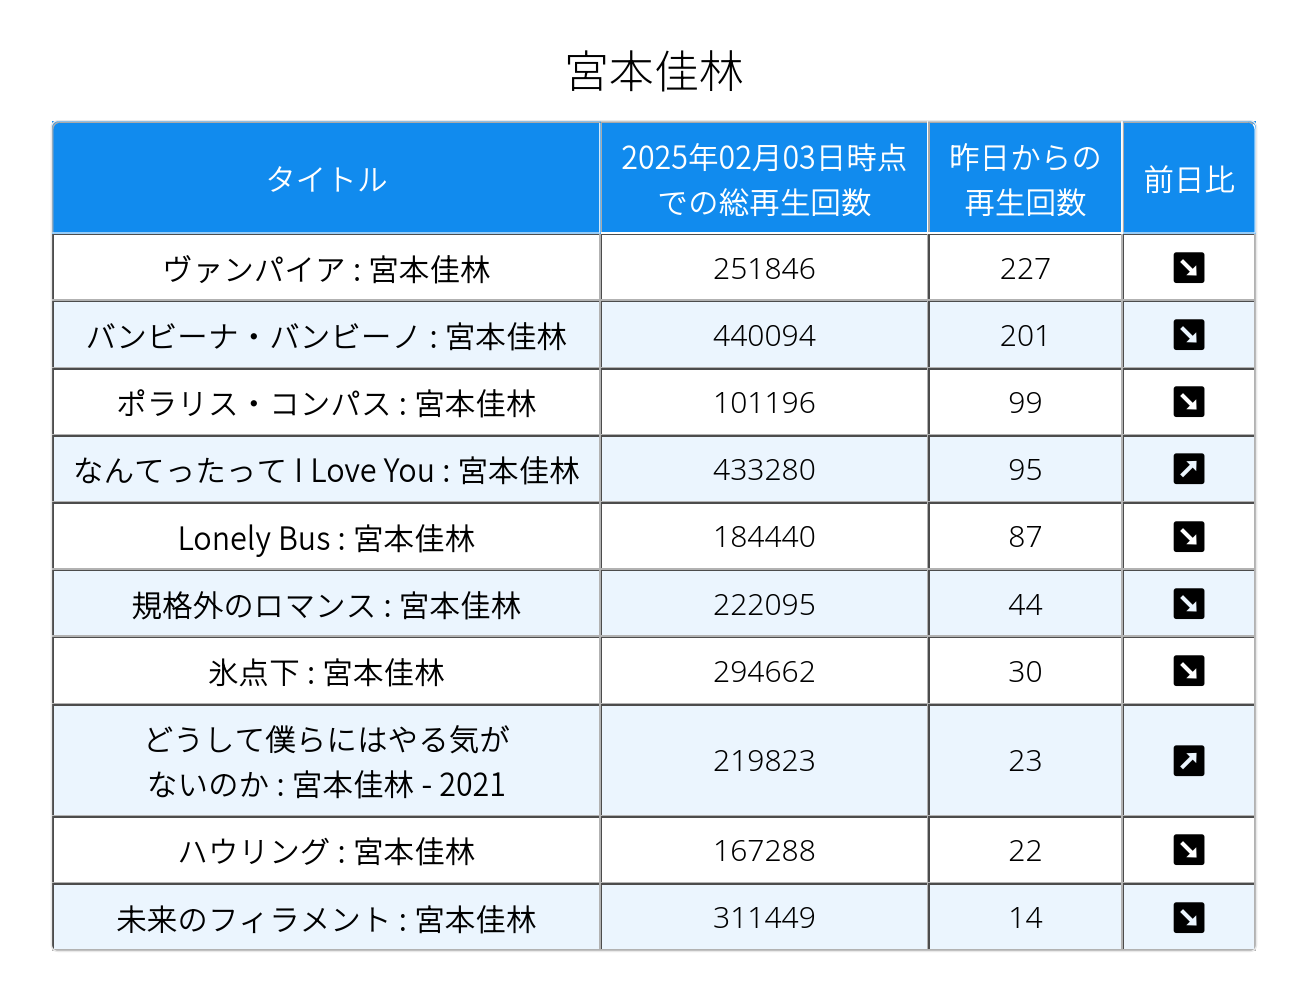 宮本佳林
タイトル
2025年02月03日時点
での総再生回数
昨日からの
再生回数
前日比
ヴァンパイア : 宮本佳林 251846 227
バンビーナ・バンビーノ : 宮本佳林 440094 201
ポラリス・コンパス : 宮本佳林 101196 99
なんてったって I Love You : 宮本佳林 433280 95
Lonely Bus : 宮本佳林 184440 87
規格外のロマンス : 宮本佳林 222095 44
氷点下 : 宮本佳林 294662 30
どうして僕らにはやる気が
ないのか : 宮本佳林 - 2021
219823 23
ハウリング : 宮本佳林 167288 22
未来のフィラメント : 宮本佳林 311449 14